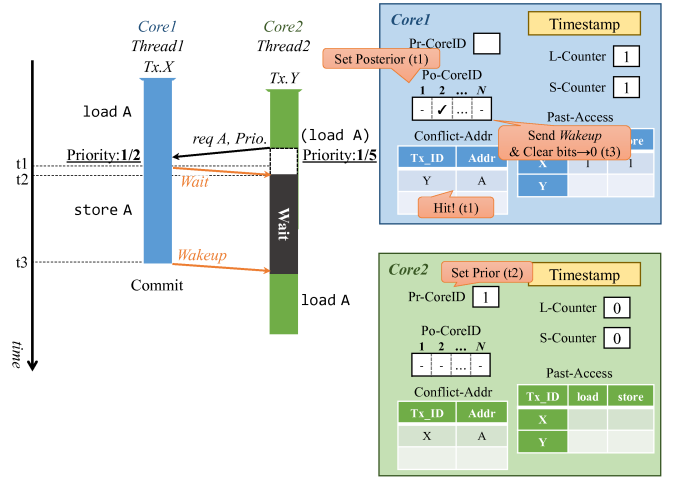 Core1
Thread1
Tx.X
Core2
Thread2
Tx.Y
load A
req A, Prio.
(load A)
Priority:1/2
Priority:1/5
t1
t2
Wait
store A
Wait
t3
Wakeup
Commit
load A
time
Core1
Timestamp
Pr-CoreID
L-Counter
1
Set Posterior (t1)
Po-CoreID
S-Counter
1
1 2 ... N
- ✓ ... -
Past-Access
Conflict-Addr
Send Wakeup
& Clear bits→0 (t3)
ore
Tx_ID Addr
X 1 1
Y A
Y
Hit! (t1)
Core2
Set Prior (t2)
Timestamp
Pr-CoreID
1
L-Counter
0
Po-CoreID
S-Counter
0
1 2 ... N
- - ... -
Past-Access
Conflict-Addr
Tx_ID load store
Tx_ID Addr
X
X A
Y